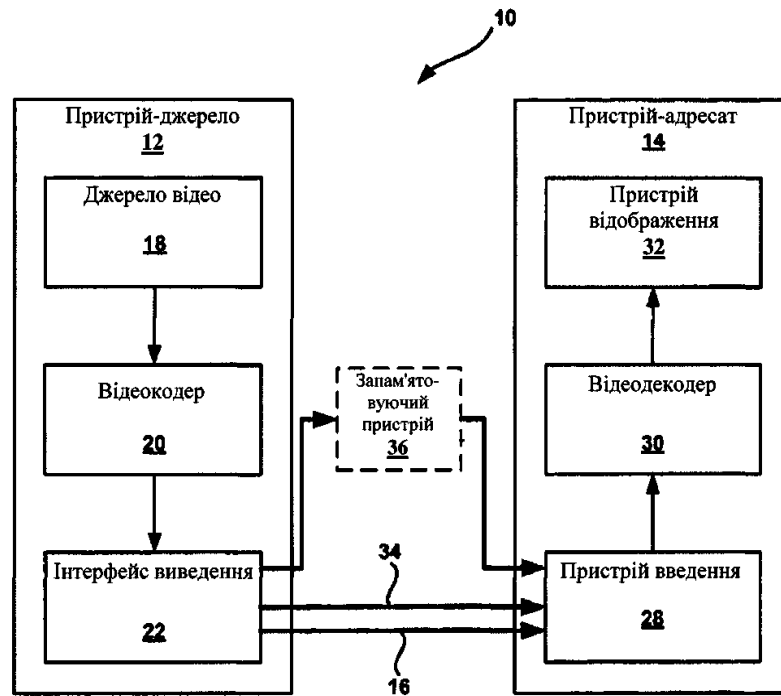 10
Пристрій-джерело
12
Джерело відео
18
Відеокодер
20
Інтерфейс виведення
22
Запам'ято-
вуючий
пристрій
36
34
16
Пристрій-адресат
14
Пристрій
відображення
32
Відеодекодер
30
Пристрій введення
28